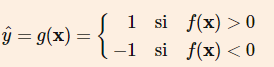 ŷ = g(x) = { 1 si f(x) > 0
−1 si f(x) < 0